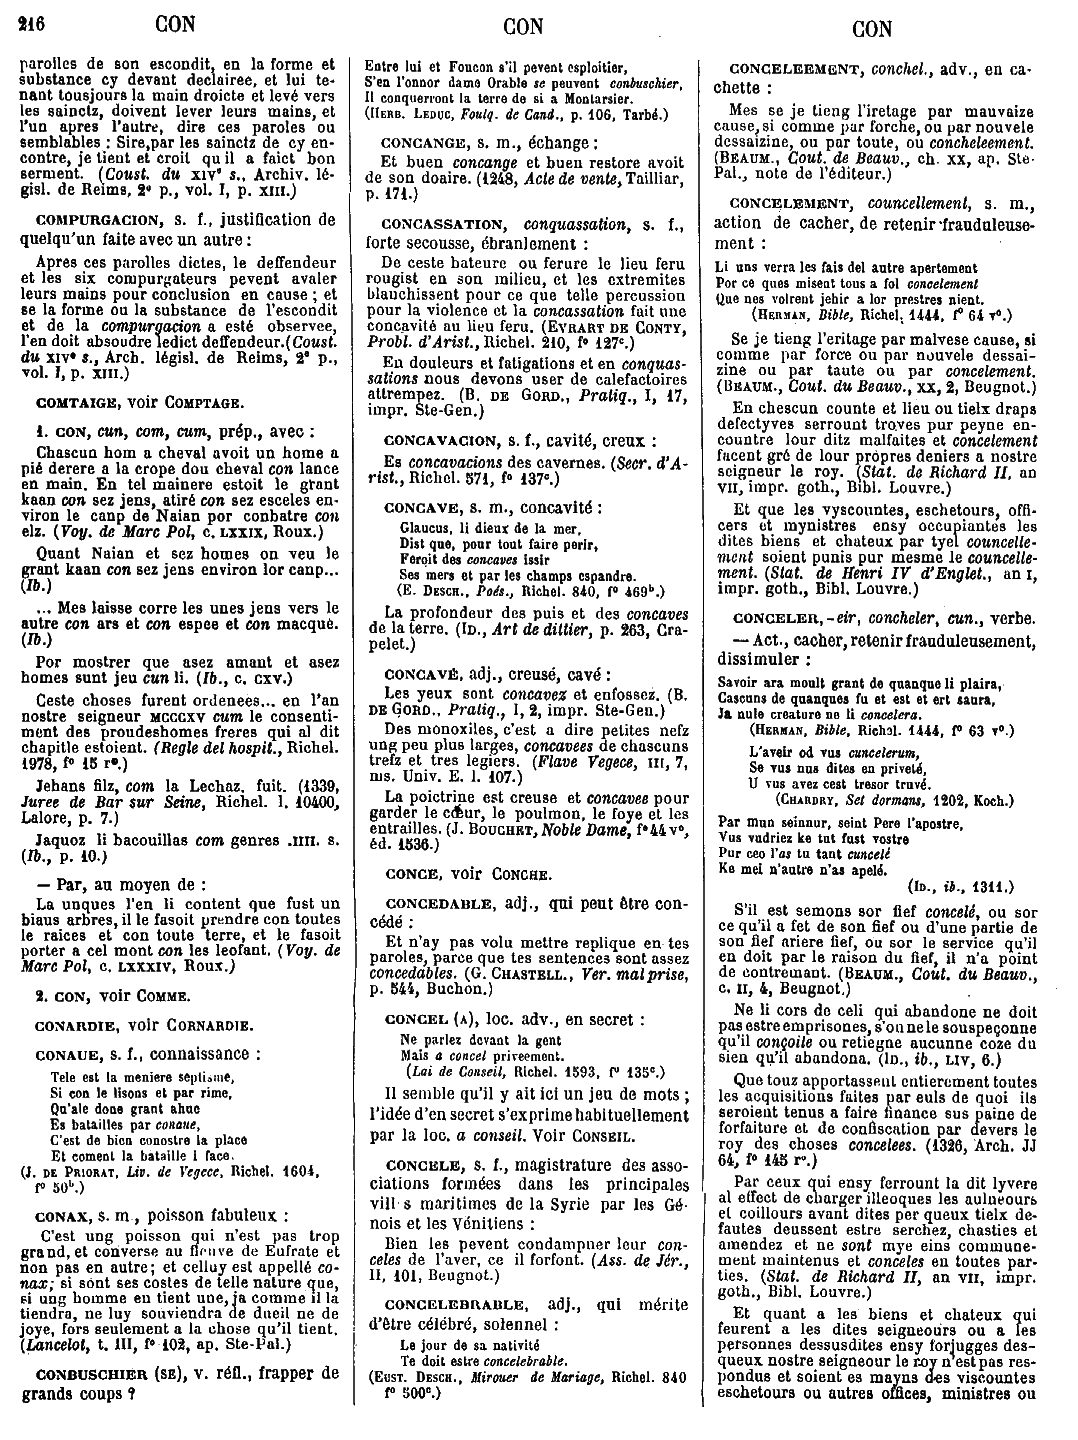 216 CON CON CON
parolles de son escondit, en la forme et
substance cy devant declairee, et lui te-
nant tousjours la main droicte et levé vers
les sainctz, doivent lever leurs mains, et
l'un apres l'autre, dire ces paroles ou
semblables : Sire, par les sainctz de cy en-
contre, je tient et croit qu il a faict bon
serment. (Coust. du XIVᵉ s., Archiv. lé-
gisl. de Reims, 2ᵉ p., vol. I, p. XIII.)
COMPURGACION, s. f., justification de
quelqu'un faite avec un autre :
Apres ces parolles dictes, le deffendeur
et les six compurgateurs pevent avaler
leurs mains pour conclusion en cause ; et
se la forme ou la substance de l'escondit
et de la compurgacion a esté observee,
l'en doit absoudre ledict deffendeur. (Coust.
du XIVᵉ s., Arch. législ. de Reims, 2ᵉ p.,
vol. I, p. XIII.)
COMTAIGE, voir COMPTAGE.
1. CON, cun, com, cum, prép., avec :
Chascun hom a cheval avoit un home a
pié derere a la crope dou cheval con lance
en main. En tel mainere estoit le grant
kaan con sez jens, atiré con sez esceles en-
viron le canp de Naian por conbatre con
elz. (Voy. de Marc Pol, c. LXXIX, Roux.)
Quant Naian et sez homes on veu le
grant kaan con sez jens environ lor canp...
(Ib.)
... Mes laisse corre les unes jens vers le
autre con ars et con espee et con macque.
(Ib.)
Por mostrer que asez amant et asez
homes sunt jeu cun li. (Ib., c. CXV.)
Ceste choses furent ordenees... en l'an
nostre seigneur MCCCXV cum le consenti-
ment des proudeshomes freres qui al dit
chapitle estoient. (Regle del hospit., Richel.
1978, fº 15 rº.)
Jehans filz, com la Lechaz, fuit. (1339,
Juree de Bar sur Seine, Richel. l. 10400,
Lalore, p. 7.)
Jaquoz li bacouillas com genres .IIII. s.
(Ib., p. 10.)
— Par, au moyen de :
La unques l'en li content que fust un
biaus arbres, il le fasoit prendre con toutes
le raices et con toute terre, et le fasoit
porter a cel mont con les leofant. (Voy. de
Marc Pol, c. LXXXIV, Roux.)
2. CON, voir COMME.
CONARDIE, voir CORNARDIE.
CONAUE, s. f., connaissance :
Tele est la meniere septisme,
Si con le lisons et par rime,
Qu'ale done grant ahue
Es batailles par conaue,
C'est de bien conostre la place
Et coment la bataille l face.
(J. DE PRIORAT, Liv. de Vegece, Richel. 1604,
fº 50ᵇ.)
CONAX, s. m , poisson fabuleux :
C'est ung poisson qui n'est pas trop
grand, et converse au fleuve de Eufrate et
non pas en autre; et celluy est appellé co-
nax; si sont ses costes de telle nature que,
si ung homme en tient une, ja comme il la
tiendra, ne luy souviendra de dueil ne de
joye, fors seulement a la chose qu'il tient.
(Lancelot, t. III, fº 102, ap. Ste-Pal.)
CONBUSCHIER (SE), v. réfl., frapper de
grands coups ?
Entre lui et Foucon s'il pevent esploitier,
S'en l'onnor dame Orable se peuvent conbuschier,
Il conquerront la terre de si a Montarsier.
(HERB. LEDUC, Foulq. de Cand., p. 106, Tarbé.)
CONCANGE, s. m., échange :
Et buen concange et buen restore avoit
de son doaire. (1248, Acte de vente, Tailliar,
p. 171.)
CONCASSATION, conquassation, s. f.,
forte secousse, ébranlement :
De ceste bateure ou ferure le lieu feru
rougist en son milieu, et les extremites
blanchissent pour ce que telle percussion
pour la violence et la concassation fait une
concavité au lieu feru. (EVRART DE CONTY,
Probl. d'Arist., Richel. 210, fº 127ᶜ.)
En douleurs et fatigations et en conquas-
sations nous devons user de calefactoires
attrempez. (B. DE GORD., Pratiq., I, 17,
impr. Ste-Gen.)
CONCAVACION, s. f., cavité, creux :
Es concavacions des cavernes. (Secr. d'A-
rist., Richel. 571, fº 137ᶜ.)
CONCAVE, s. m., concavité :
Glaucus, li dieux de la mer,
Dist que, pour tout faire perir,
Feroit des concaves issir
Ses mers et par les champs espandre.
(E. DESCH., Poés., Richel. 840, fº 469ᵇ.)
La profondeur des puis et des concaves
de la terre. (ID., Art de dittier, p. 263, Cra-
pelet.)
CONCAVÉ, adj., creusé, cavé :
Les yeux sont concavez et enfossez. (B.
DE GORD., Pratiq., I, 2, impr. Ste-Gen.)
Des monoxiles, c'est a dire petites nefz
ung peu plus larges, concavees de chascuns
trefz et tres legiers. (Flave Vegece, III, 7,
ms. Univ. E. l. 107.)
La poictrine est creuse et concavee pour
garder le cœur, le poulmon, le foye et les
entrailles. (J. BOUCHET, Noble Dame, fº 44 vº,
éd. 1536.)
CONCE, voir CONCHE.
CONCEDABLE, adj., qui peut être con-
cédé :
Et n'ay pas volu mettre replique en tes
paroles, parce que tes sentences sont assez
concedables. (G. CHASTELL., Ver. mal prise,
p. 544, Buchon.)
CONCEL (A), loc. adv., en secret :
Ne parlez devant la gent
Mais a concel priveement.
(Lai de Conseil, Richel. 1593, fº 135ᶜ.)
Il semble qu'il y ait ici un jeu de mots ;
l'idée d'en secret s'exprime habituellement
par la loc. a conseil. Voir CONSEIL.
CONCELE, s. f., magistrature des asso-
ciations formées dans les principales
vill s maritimes de la Syrie par les Gé-
nois et les Vénitiens :
Bien les pevent condampner leur con-
celes de l'aver, ce il forfont. (Ass. de Jér.,
II, 101, Beugnot.)
CONCELEBRABLE, adj., qui mérite
d'être célébré, solennel :
Le jour de sa nativité
Te doit estre concelebrable.
(EUST. DESCH., Mirouer de Mariage, Richel. 840
fº 500ᶜ.)
CONCELEEMENT, conchel., adv., en ca-
chette :
Mes se je tieng l'iretage par mauvaize
cause, si comme par forche, ou par nouvele
dessaizine, ou par toute, ou concheleement.
(BEAUM., Cout. de Beauv., ch. XX, ap. Ste-
Pal., note de l'éditeur.)
CONCELEMENT, councellement, s. m.,
action de cacher, de retenir frauduleuse-
ment :
Li uns verra les fais del autre apertement
Por ce ques misent tous a fol concelement
Que nes volrent jehir a lor prestres nient.
(HERMAN, Bible, Richel. 1444, fº 64 vº.)
Se je tieng l'eritage par malvese cause, si
comme par force ou par nouvele dessai-
zine ou par taute ou par concelement.
(BEAUM., Cout. du Beauv., XX, 2, Beugnot.)
En chescun counte et lieu ou tielx draps
defectyves serrount troves pur peyne en-
countre lour ditz malfaites et concelement
facent gré de lour propres deniers a nostre
seigneur le roy. (Stat. de Richard II, an
VII, impr. goth., Bibl. Louvre.)
Et que les vyscountes, eschetours, offi-
cers et mynistres ensy occupiantes les
dites biens et chateux par tyel councelle-
ment soient punis pur mesme le councelle-
ment. (Stat. de Henri IV d'Englet., an I,
impr. goth., Bibl. Louvre.)
CONCELER, -eir, concheler, cun., verbe.
— Act., cacher, retenir frauduleusement,
dissimuler :
Savoir ara moult grant de quanque li plaira,
Cascuns de quanques fu et est et ert saura,
Ja nule creature ne li concelera.
(HERMAN, Bible, Richel. 1444, fº 63 vº.)
L'aveir od vus cuncelerum,
Se vus nus dites en priveté,
U vus avez cest tresor truvé.
(CHARDRY, Set dormans, 1202, Koch.)
Par mun seinnur, seint Pere l'apostre,
Vus vudriez ke tut fust vostre
Pur ceo l'as tu tant cuncelé
Ke mei n'autre n'as apelé.
(ID., ib., 1311.)
S'il est semons sor fief concelé, ou sor
ce qu'il a fet de son fief ou d'une partie de
son fief ariere fief, ou sor le service qu'il
en doit par le raison du fief, il n'a point
de contremant. (BEAUM., Cout. du Beauv.,
c. II, 4, Beugnot.)
Ne li cors de celi qui abandone ne doit
pas estre emprisones, s'on ne le souspeçonne
qu'il conçoile ou retiegne aucunne coze du
sien qu'il abandona. (ID., ib., LIV, 6.)
Que touz apportassent entierement toutes
les acquisitions faites par euls de quoi ils
seroient tenus a faire finance sus paine de
forfaiture et de confiscation par devers le
roy des choses concelees. (1326, Arch. JJ
64, fº 145 rº.)
Par ceux qui ensy ferrount la dit lyvere
al effect de charger illeoques les aulneours
et coillours avant dites per queux tielx de-
fautes deussent estre serchez, chasties et
amendez et ne sont mye eins commune-
ment maintenus et conceles en toutes par-
ties. (Stat. de Richard II, an VII, impr.
goth., Bibl. Louvre.)
Et quant a les biens et chateux qui
feurent a les dites seigneours ou a les
personnes dessusdites ensy forjugges des-
queux nostre seigneour le roy n'est pas res-
pondus et soient es mayns des viscountes
eschetours ou autres offices, ministres ou